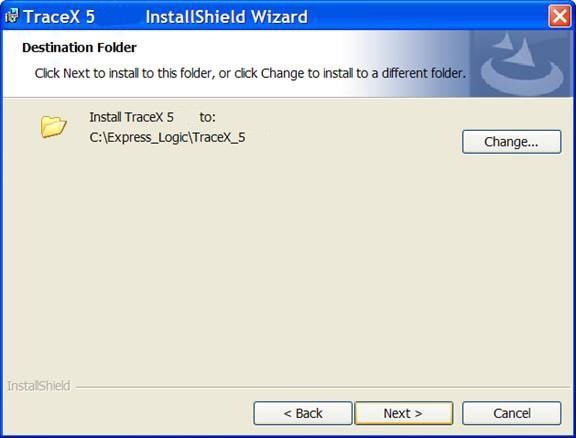 TraceX 5 InstallShield Wizard
Destination Folder
Click Next to install to this folder, or click Change to install to a different folder.
Install TraceX 5 to:
C:\Express_Logic\TraceX_5
Change...
InstallShield
< Back
Next >
Cancel